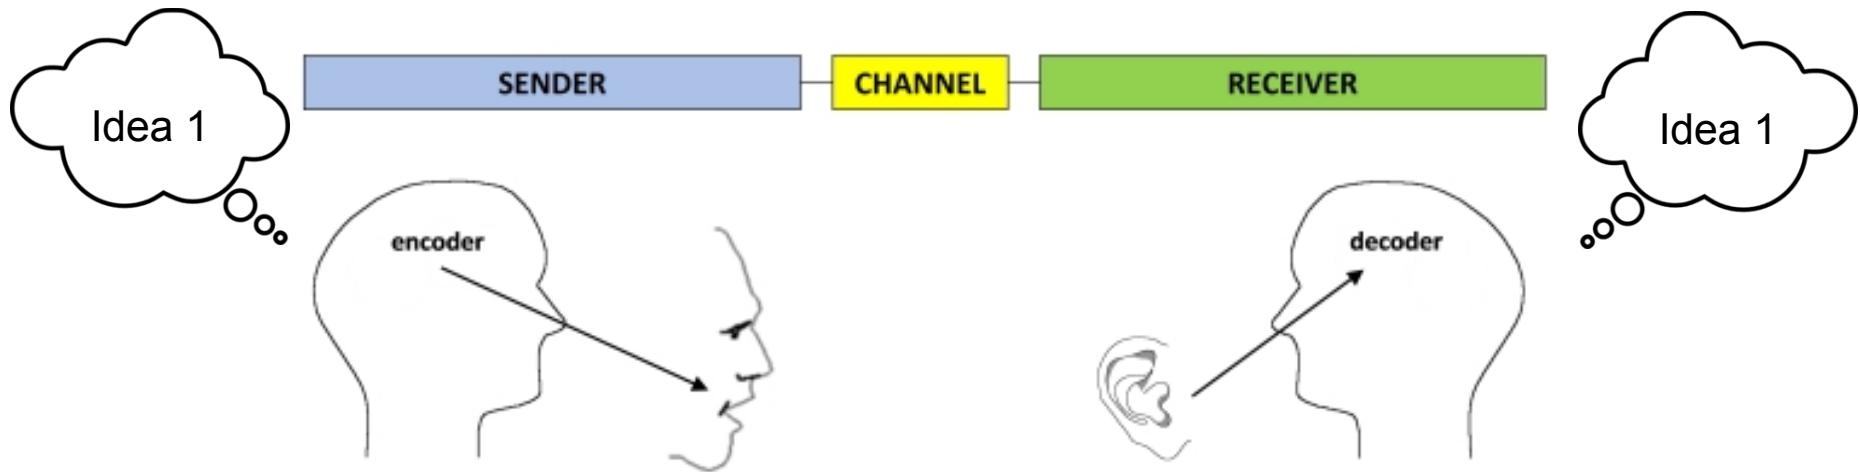 Idea 1
SENDER
CHANNEL
RECEIVER
Idea 1
encoder
decoder